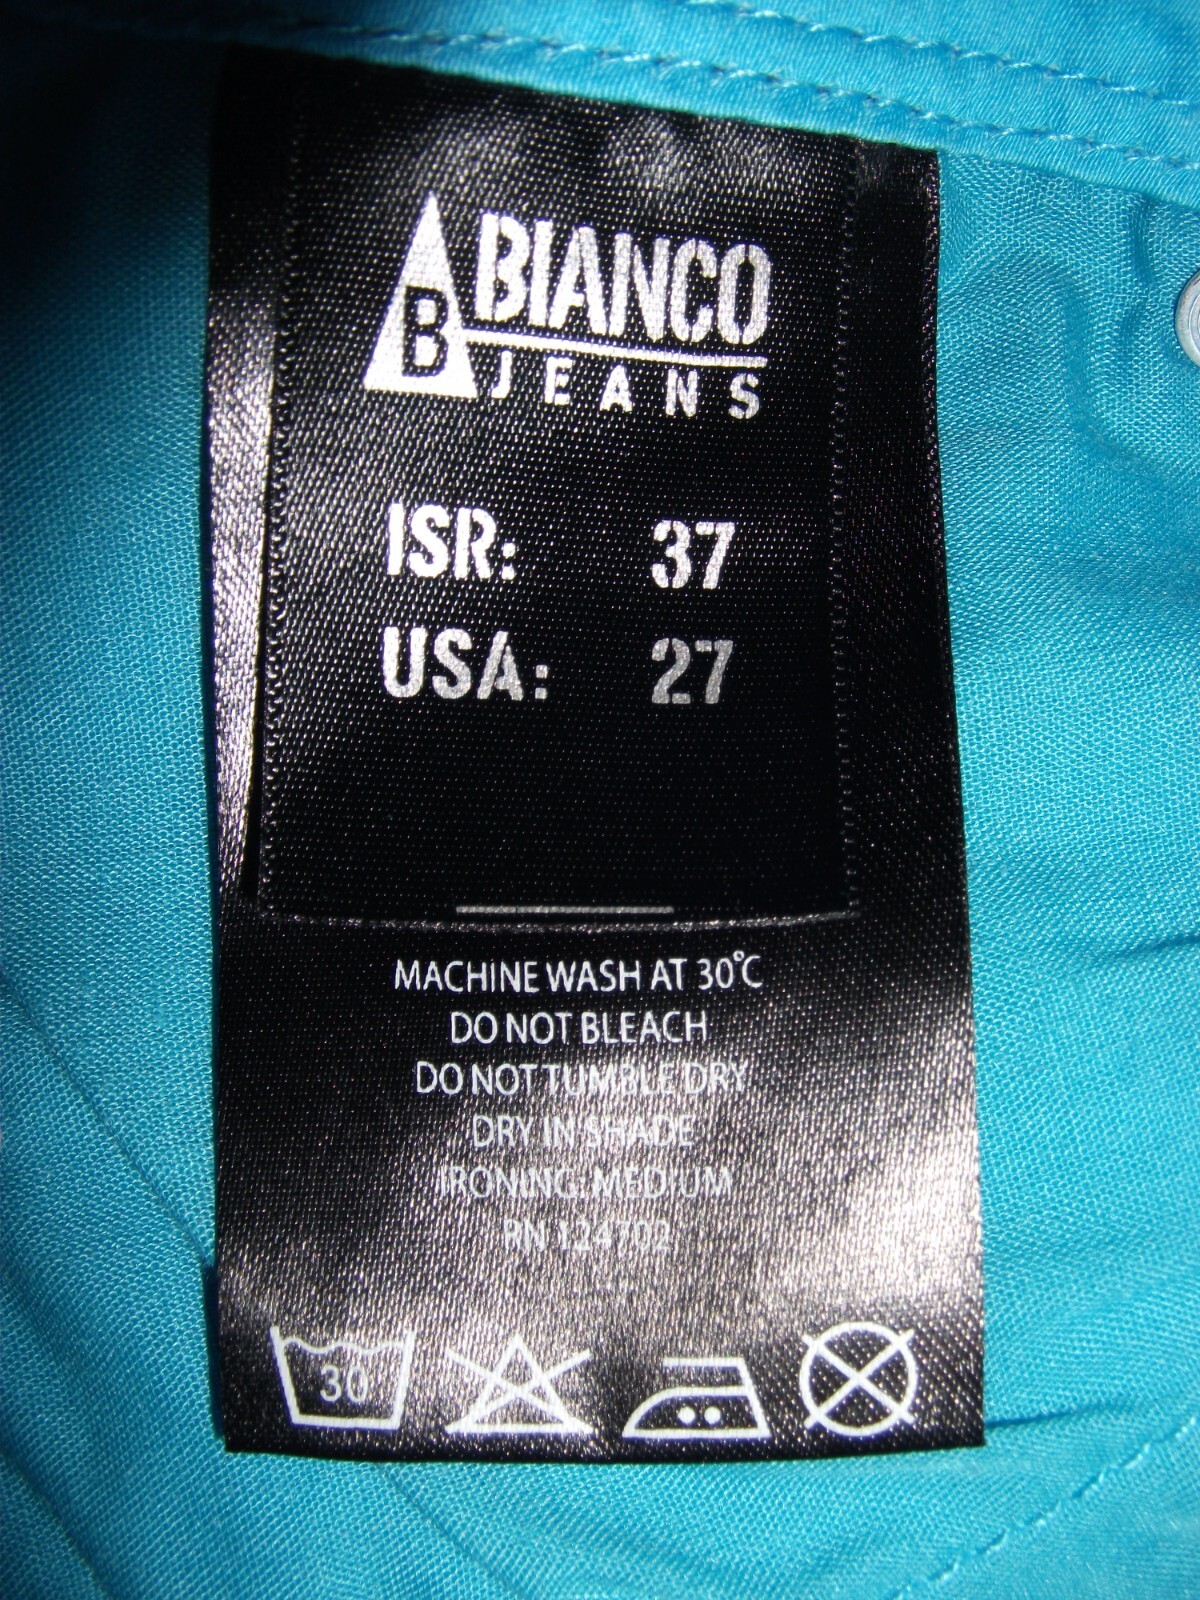 B BIANCO
JEANS
ISR: 37
USA: 27
MACHINE WASH AT 30°C
DO NOT BLEACH
DO NOT TUMBLE DRY
DRY IN SHADE
IRONING: MEDIUM
RN 124702
30